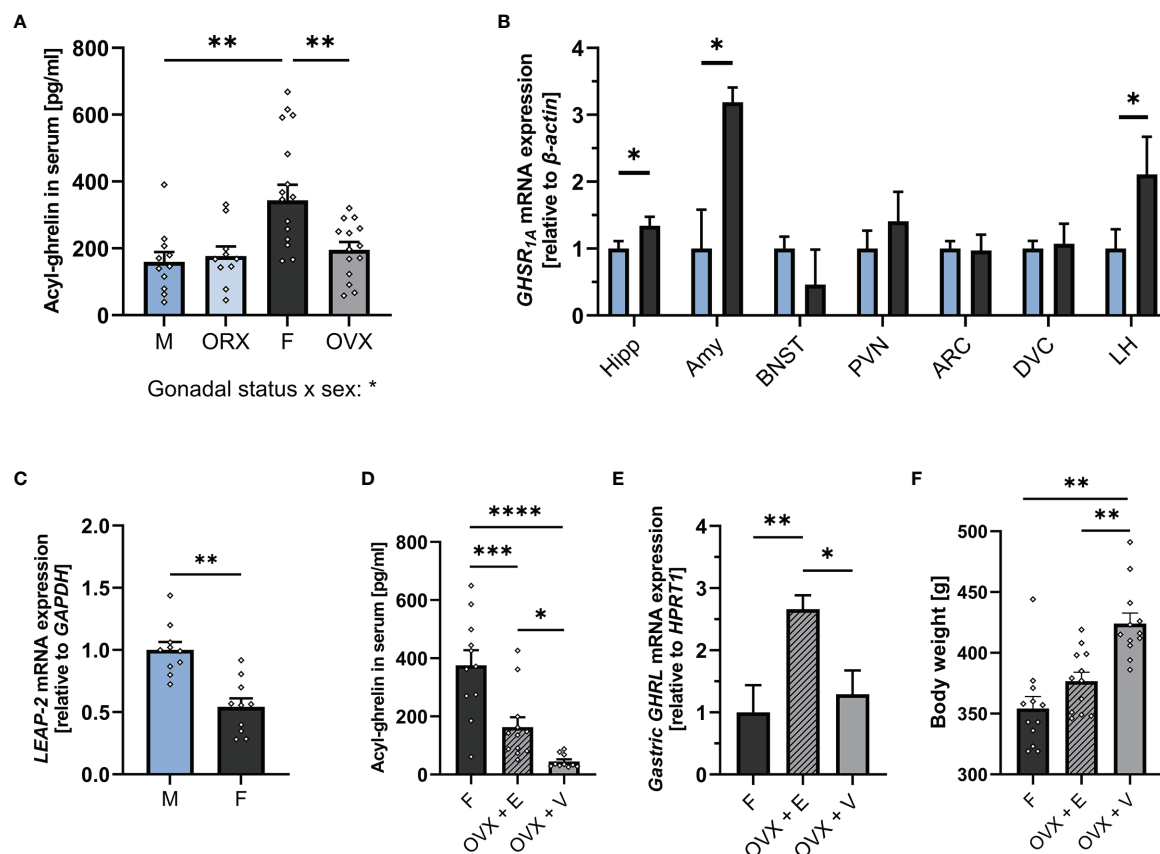 A
Acyl-ghrelin in serum [pg/ml]
800
600
400
200
0
** **
M ORX F OVX
Gonadal status x sex: *
B
GHSR1A mRNA expression
[relative to β-actin]
4
3
2
1
0
* * *
Hipp Amy BNST PVN ARC DVC LH
C
LEAP-2 mRNA expression
[relative to GAPDH]
2.0
1.5
1.0
0.5
0.0
**
M F
D
Acyl-ghrelin in serum [pg/ml]
800
600
400
200
0
****
***
*
F OVX + E OVX + V
E
Gastric GHRL mRNA expression
[relative to HPRT1]
4
3
2
1
0
**
*
F OVX + E OVX + V
F
Body weight [g]
500
450
400
350
300
**
**
F OVX + E OVX + V